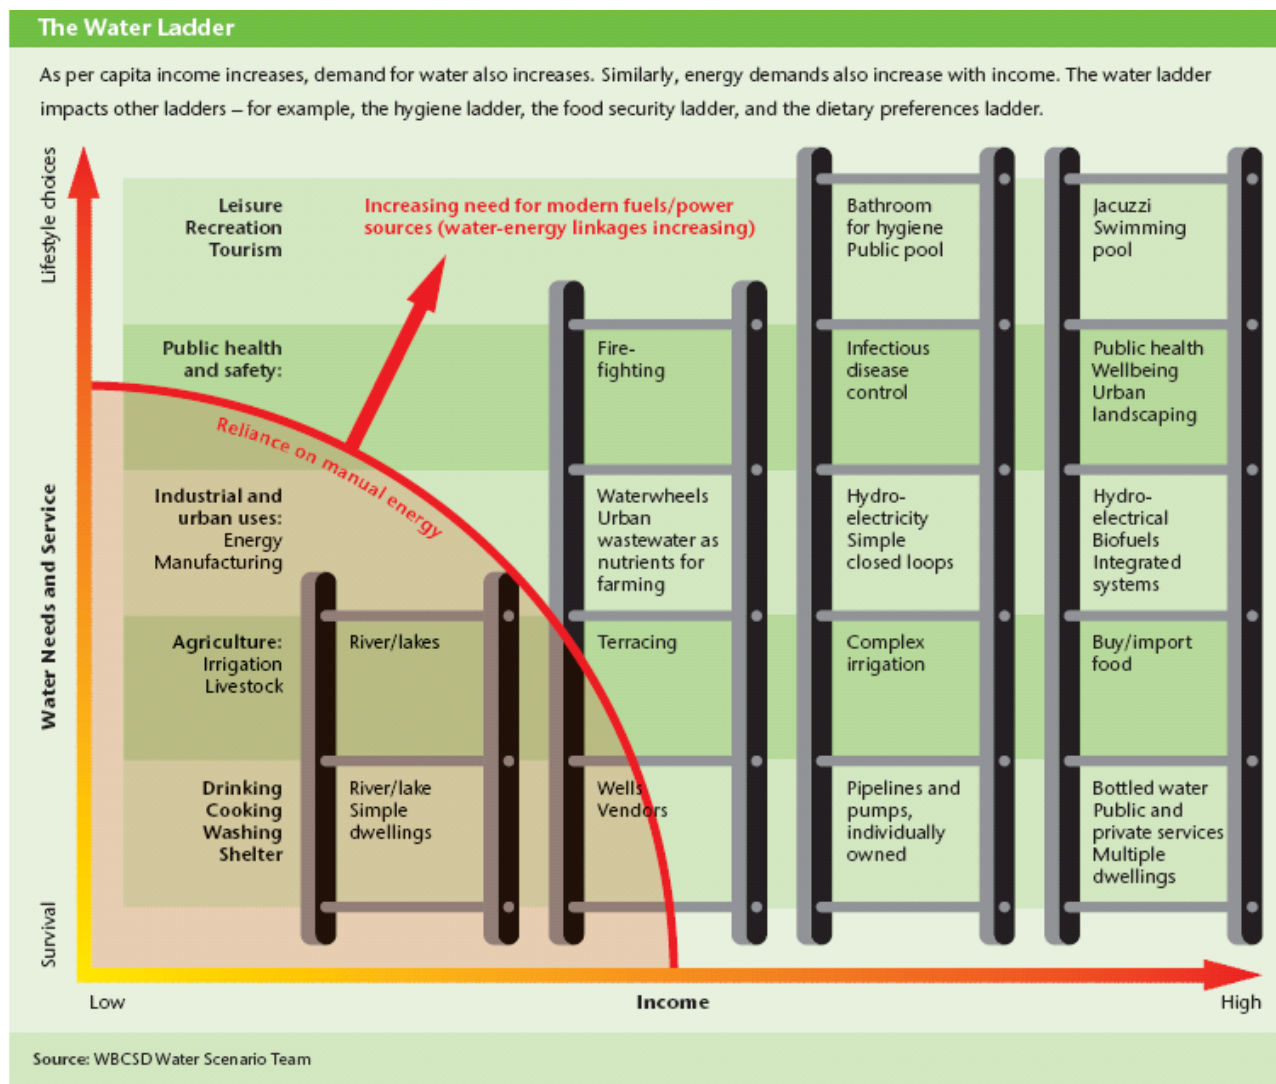 The Water Ladder
As per capita income increases, demand for water also increases. Similarly, energy demands also increase with income. The water ladder
impacts other ladders – for example, the hygiene ladder, the food security ladder, and the dietary preferences ladder.
Lifestyle choices
Water Needs and Service
Survival
Leisure
Recreation
Tourism
Increasing need for modern fuels/power
sources (water-energy linkages increasing)
Bathroom
for hygiene
Public pool
Jacuzzi
Swimming
pool
Public health
and safety:
Fire-
fighting
Infectious
disease
control
Public health
Wellbeing
Urban
landscaping
Reliance on manual energy
Industrial and
urban uses:
Energy
Manufacturing
Waterwheels
Urban
wastewater as
nutrients for
farming
Hydro-
electricity
Simple
closed loops
Hydro-
electrical
Biofuels
Integrated
systems
Agriculture:
Irrigation
Livestock
River/lakes
Terracing
Complex
irrigation
Buy/import
food
Drinking
Cooking
Washing
Shelter
River/lake
Simple
dwellings
Wells
Vendors
Pipelines and
pumps,
individually
owned
Bottled water
Public and
private services
Multiple
dwellings
Low
Income
High
Source: WBCSD Water Scenario Team